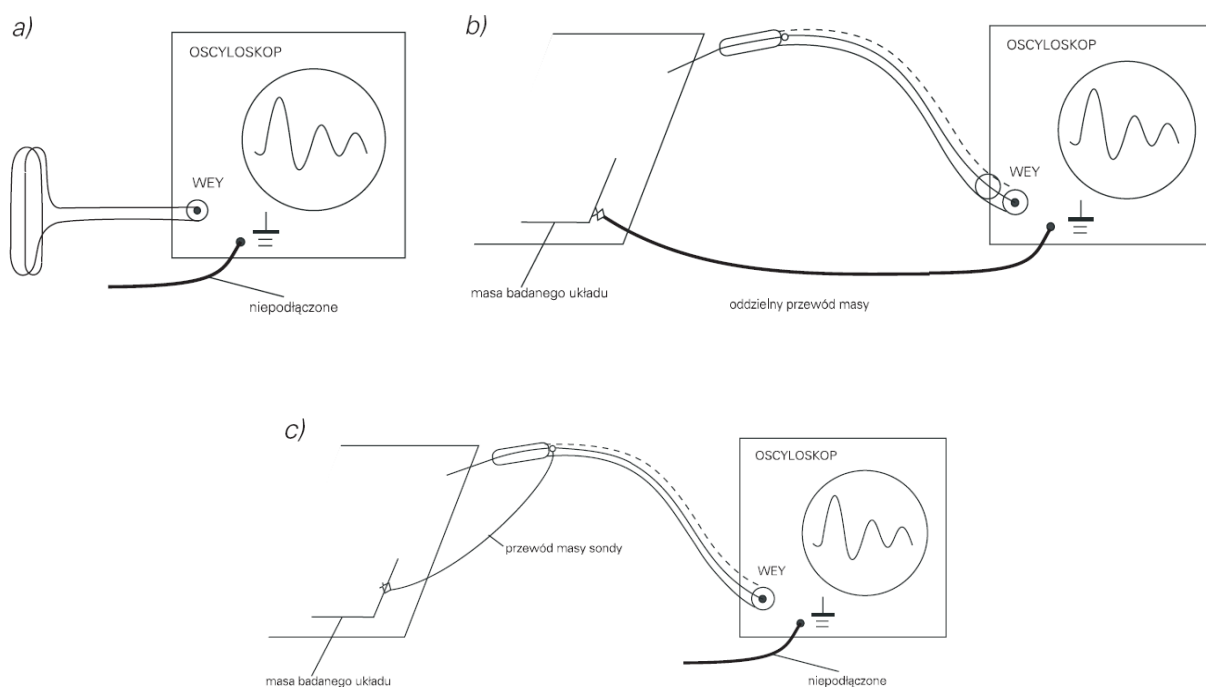 a)
OSCYLOSKOP
WEY
niepodłączone
b)
OSCYLOSKOP
WEY
masa badanego układu
oddzielny przewód masy
c)
OSCYLOSKOP
przewód masy sondy
WEY
masa badanego układu
niepodłączone